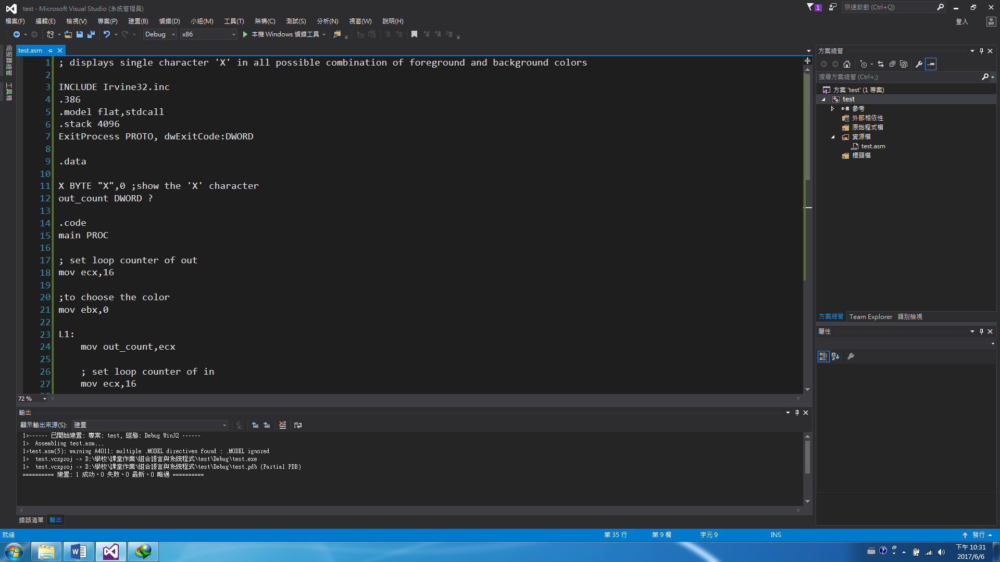 test - Microsoft Visual Studio (系統管理員)
1
快速啟動 (Ctrl+Q)
檔案(F) 編輯(E) 檢視(V) 專案(P) 建置(B) 偵錯(D) 小組(M) 工具(T) 架構(C) 測試(S) 分析(N) 視窗(W) 說明(H)
登入
Debug x86 本機 Windows 偵錯工具
伺服器總管
工具箱
test.asm
1 ; displays single character 'X' in all possible combination of foreground and background colors
2
3 INCLUDE Irvine32.inc
4 .386
5 .model flat,stdcall
6 .stack 4096
7 ExitProcess PROTO, dwExitCode:DWORD
8
9 .data
10
11 X BYTE "X",0 ;show the 'X' character
12 out_count DWORD ?
13
14 .code
15 main PROC
16
17 ; set loop counter of out
18 mov ecx,16
19
20 ;to choose the color
21 mov ebx,0
22
23 L1:
24 mov out_count,ecx
25
26 ; set loop counter of in
27 mov ecx,16
72 %
輸出
顯示輸出來源(S): 建置
1>------ 已開始建置: 專案: test, 組態: Debug Win32 ------
1>  Assembling test.asm...
1>test.asm(5): warning A4011: multiple .MODEL directives found : .MODEL ignored
1>  test.vcxproj -> D:\學校\課堂作業\組合語言與系統程式\test\Debug\test.exe
1>  test.vcxproj -> D:\學校\課堂作業\組合語言與系統程式\test\Debug\test.pdb (Partial PDB)
========== 建置: 1 成功、0 失敗、0 最新、0 略過 ==========
錯誤清單 輸出
方案總管
搜尋方案總管 (Ctrl+;)
方案 'test' (1 專案)
test
參考
外部相依性
原始程式檔
資源檔
test.asm
標頭檔
方案總管 Team Explorer 類別檢視
屬性
就緒 第 35 行 第 9 欄 字元 9 INS 發行
下午 10:31
2017/6/6